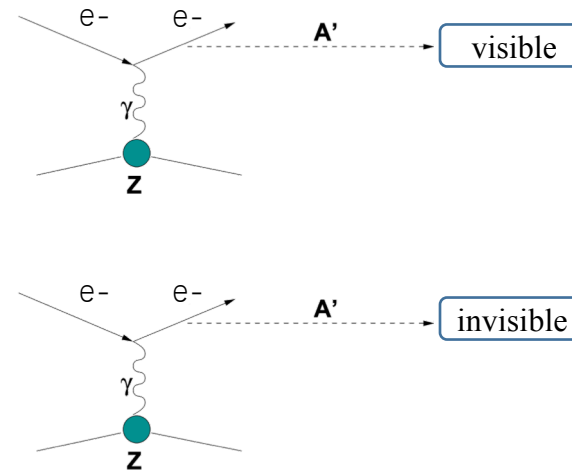 e- e-
A’
visible
γ
Z
e- e-
A’
invisible
γ
Z